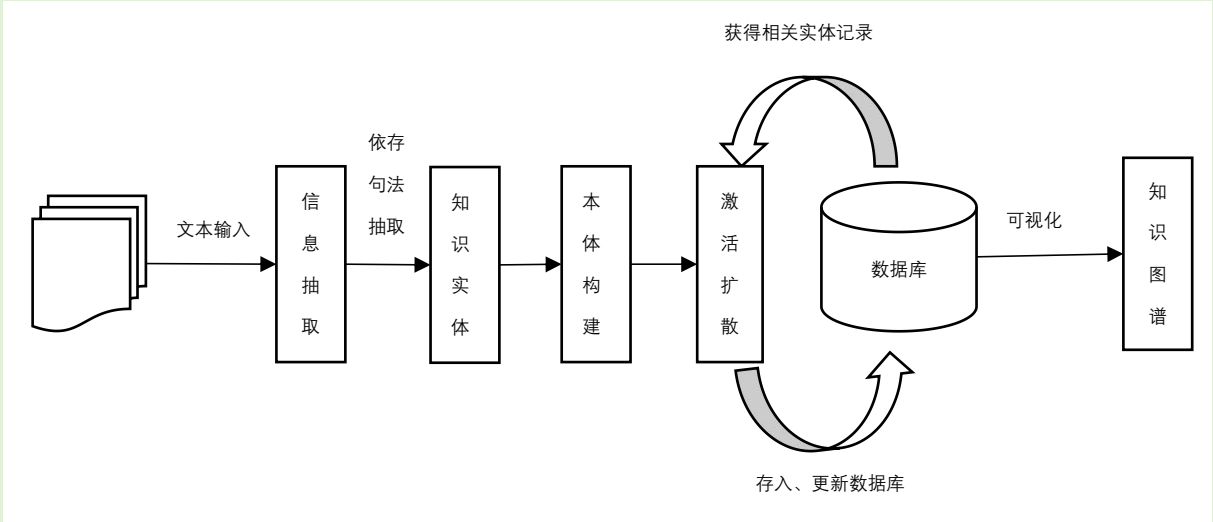 获得相关实体记录
文本输入
信息抽取
依存
句法
抽取
知识实体
本体构建
激活扩散
数据库
可视化
知识图谱
存入、更新数据库